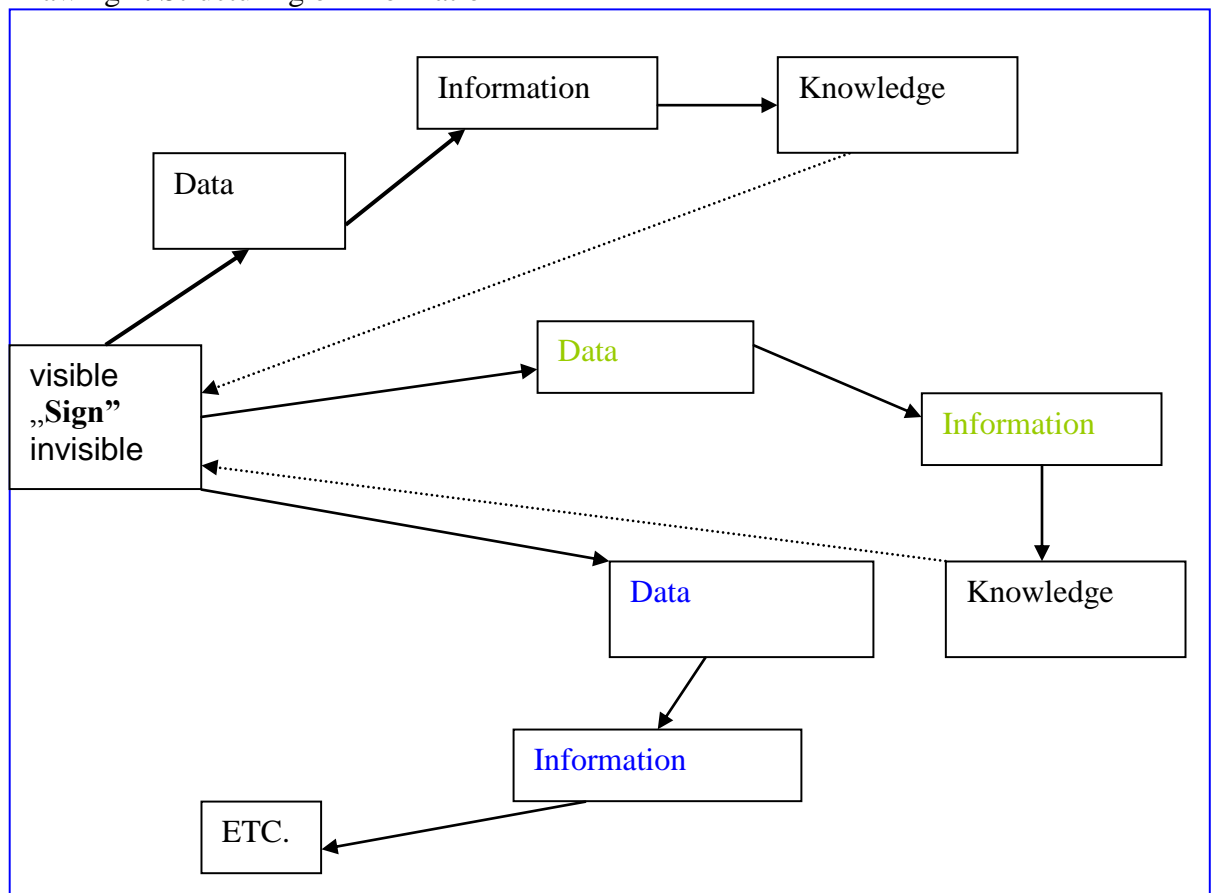 Information
Knowledge
Data
visible
„Sign”
invisible
Data
Information
Data
Knowledge
Information
ETC.